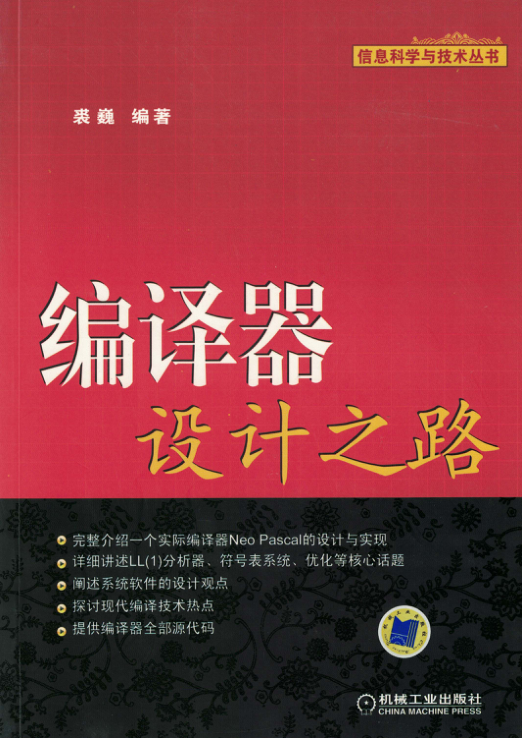 信息科学与技术丛书
裘巍 编著
编译器
设计之路
完整介绍一个实际编译器Neo Pascal的设计与实现
详细讲述LL(1)分析器、符号表系统、优化等核心话题
阐述系统软件的设计观点
探讨现代编译技术热点
提供编译器全部源代码
机械工业出版社
CHINA MACHINE PRESS